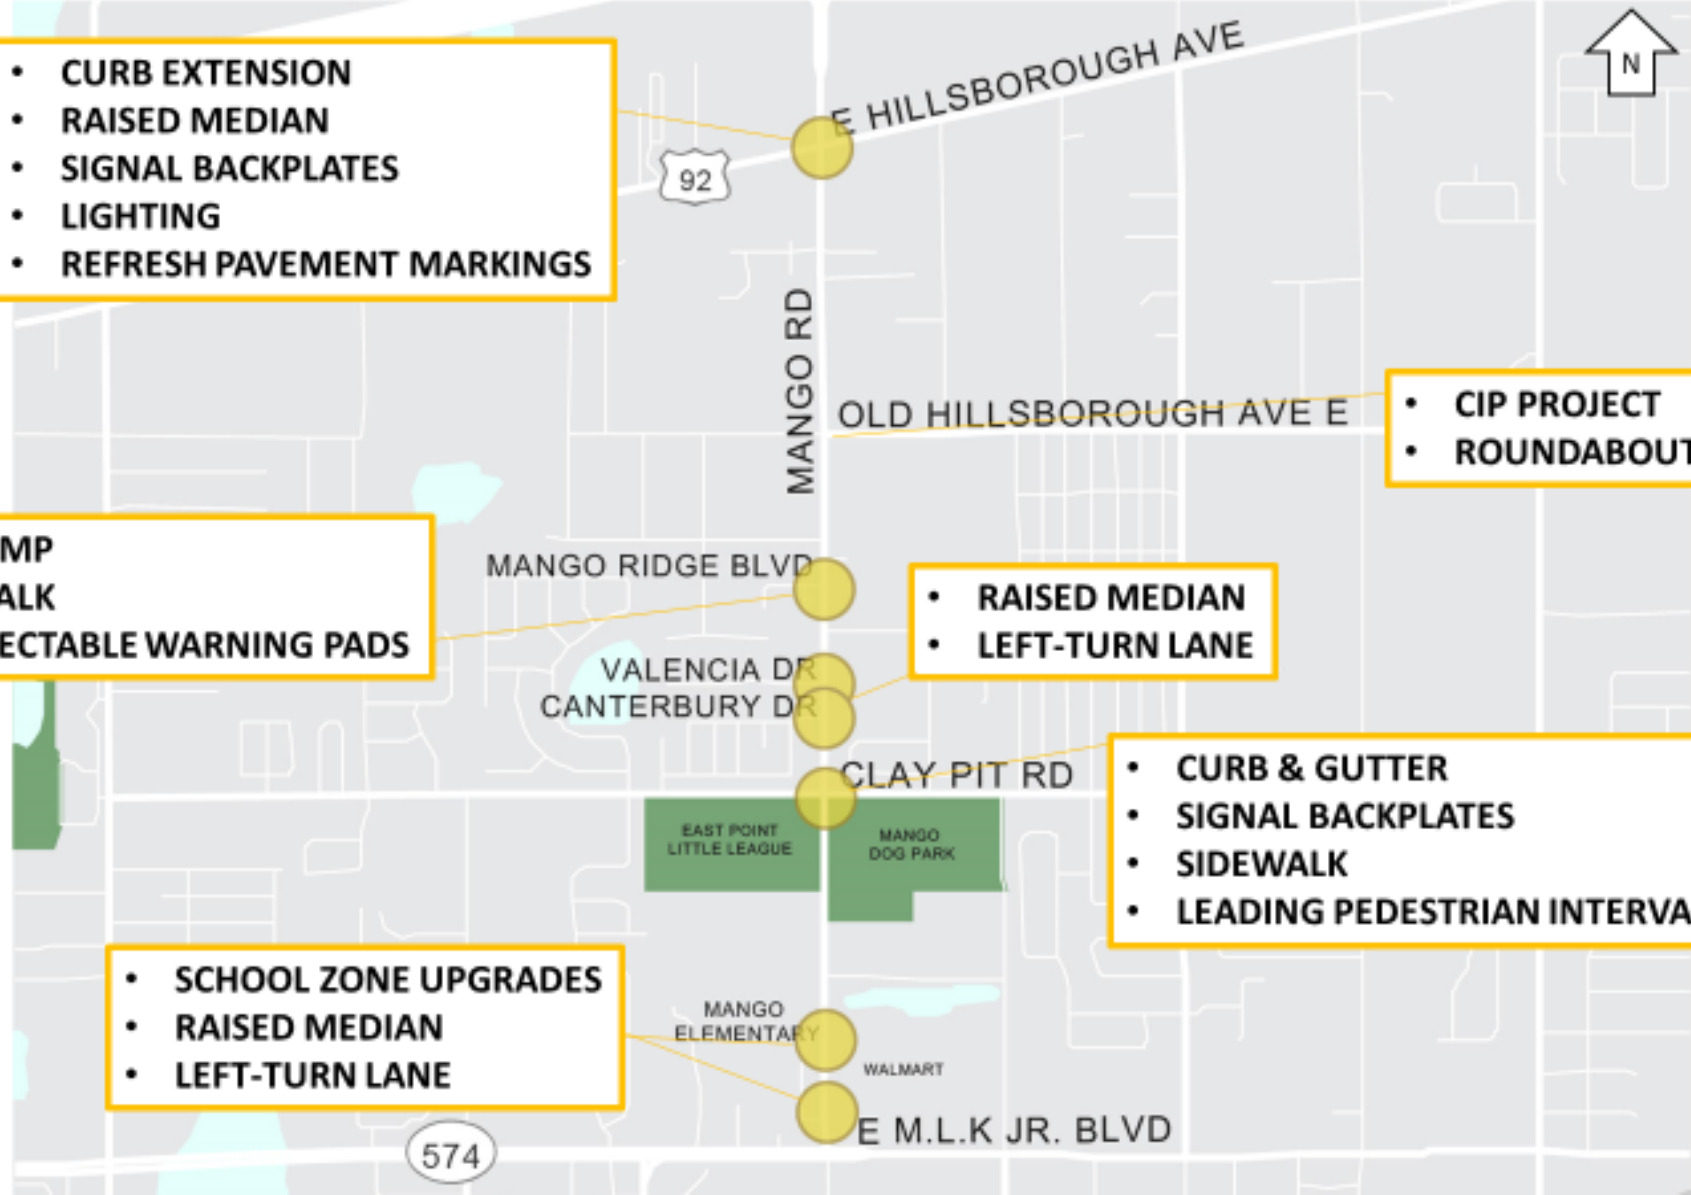 • CURB EXTENSION
• RAISED MEDIAN
• SIGNAL BACKPLATES
• LIGHTING
• REFRESH PAVEMENT MARKINGS
E HILLSBOROUGH AVE
N
92
MANGO RD
OLD HILLSBOROUGH AVE E
• CIP PROJECT
• ROUNDABOUT
MP
ALK
ECTABLE WARNING PADS
MANGO RIDGE BLVD
• RAISED MEDIAN
• LEFT-TURN LANE
VALENCIA DR
CANTERBURY DR
CLAY PIT RD
• CURB & GUTTER
• SIGNAL BACKPLATES
• SIDEWALK
• LEADING PEDESTRIAN INTERVA
EAST POINT
LITTLE LEAGUE
MANGO
DOG PARK
• SCHOOL ZONE UPGRADES
• RAISED MEDIAN
• LEFT-TURN LANE
MANGO
ELEMENTARY
WALMART
E M.L.K JR. BLVD
574